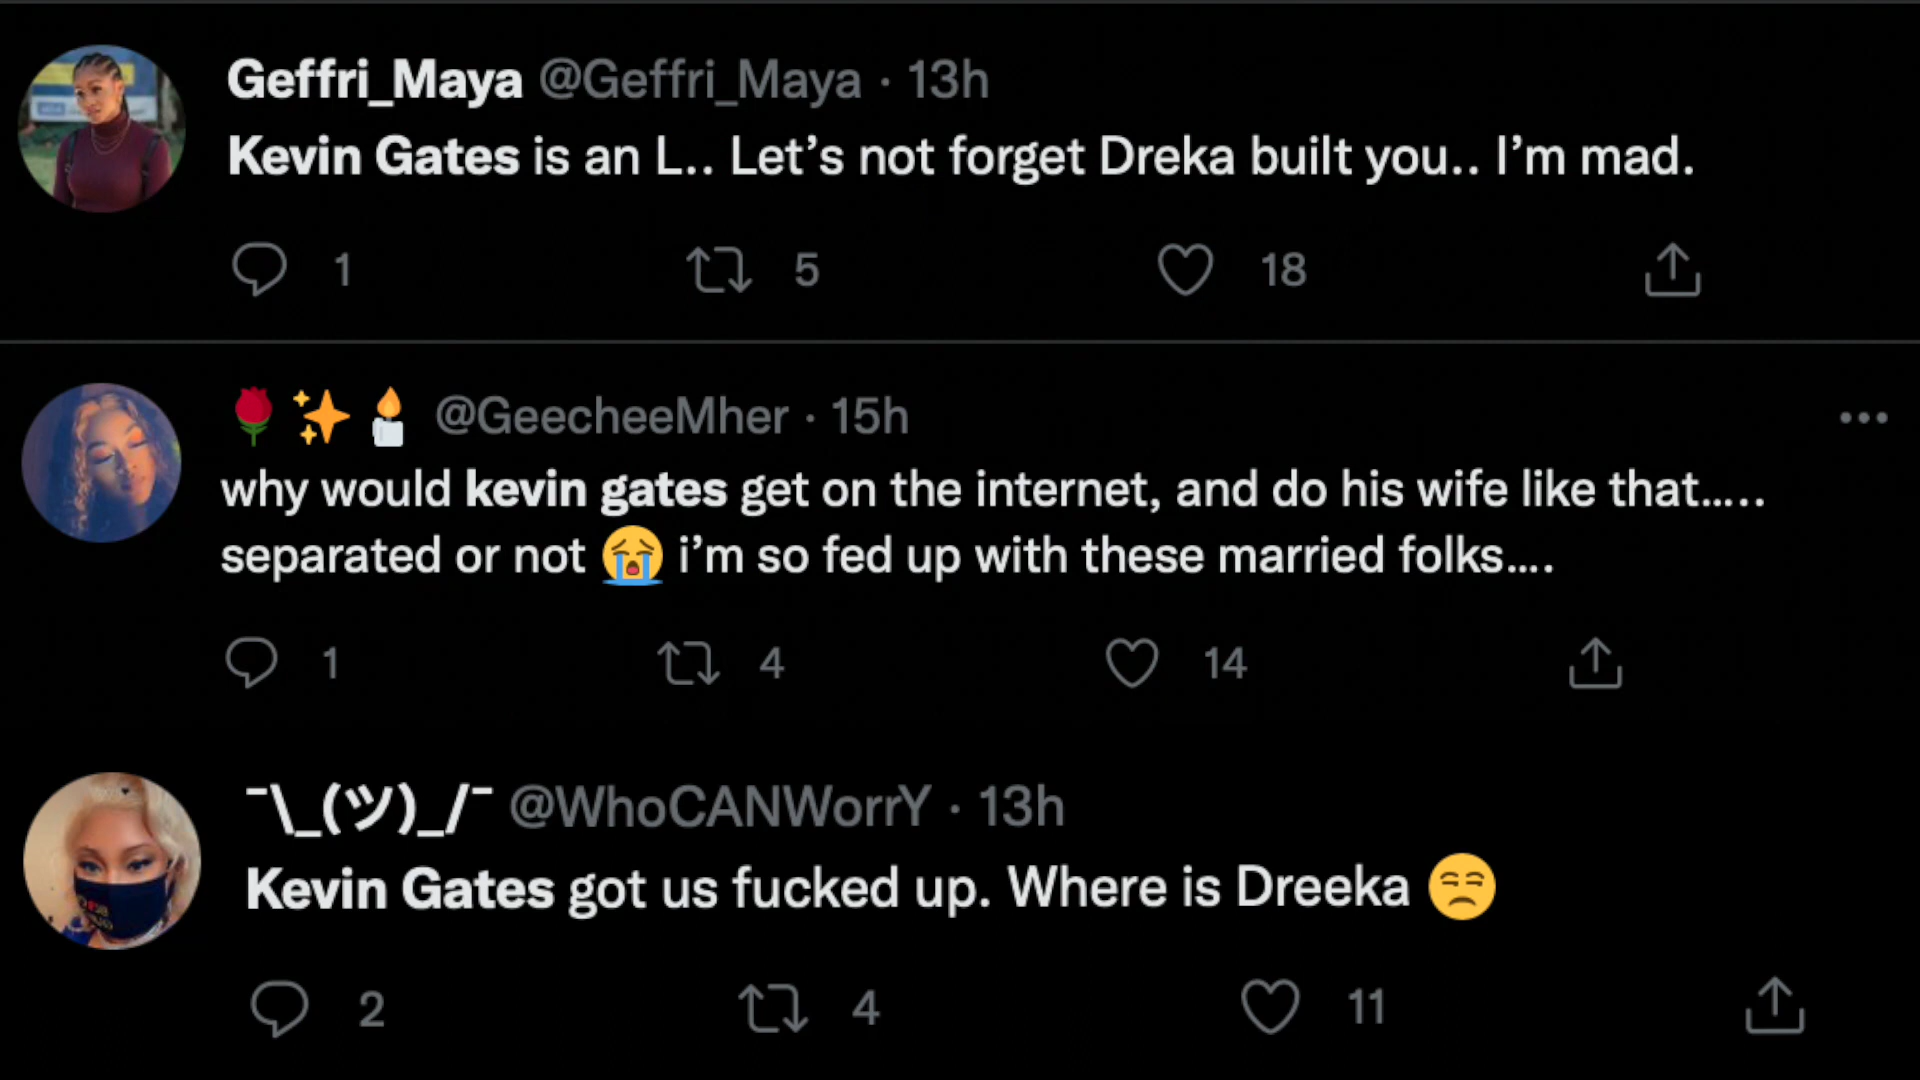 Geffri_Maya @Geffri_Maya · 13h
Kevin Gates is an L.. Let’s not forget Dreka built you.. I’m mad.
1 5 18
🌹✨🕯️ @GeecheeMher · 15h
why would kevin gates get on the internet, and do his wife like that.....
separated or not 😭 i’m so fed up with these married folks....
1 4 14
¯\_(ツ)_/¯ @WhoCANWorrY · 13h
Kevin Gates got us fucked up. Where is Dreeka 😒
2 4 11